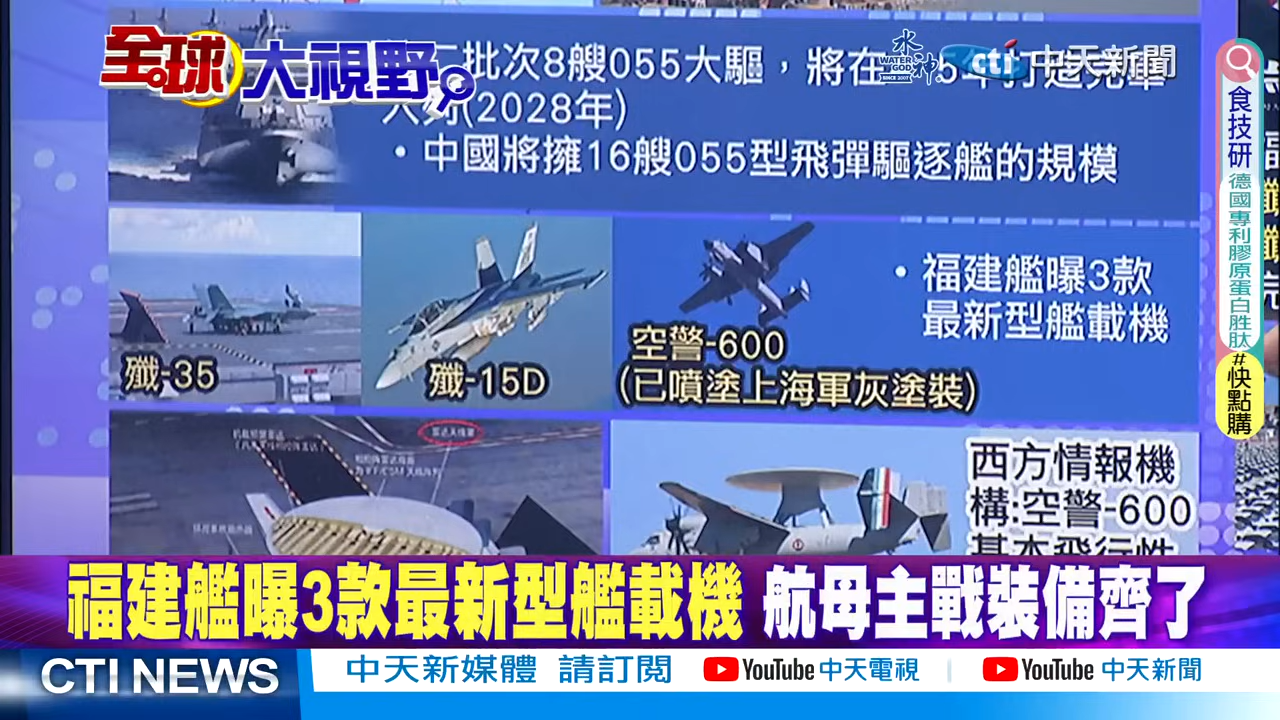 全球大視野
批次8艘055大驅，將在
(2028年)
・中國將擁16艘055型飛彈驅逐艦的規模
水神
WATER GOD
SINCE 2007
cti 中天新聞
食技研
德國專利膠原蛋白胜肽
#快點購
殲-35
殲-15D
空警-600
(已噴塗上海軍灰塗裝)
・福建艦曝3款
最新型艦載機
西方情報機
構:空警-600
基本飛行性
福建艦曝3款最新型艦載機 航母主戰裝備齊了
CTI NEWS
中天新媒體 請訂閱
YouTube 中天電視
YouTube 中天新聞